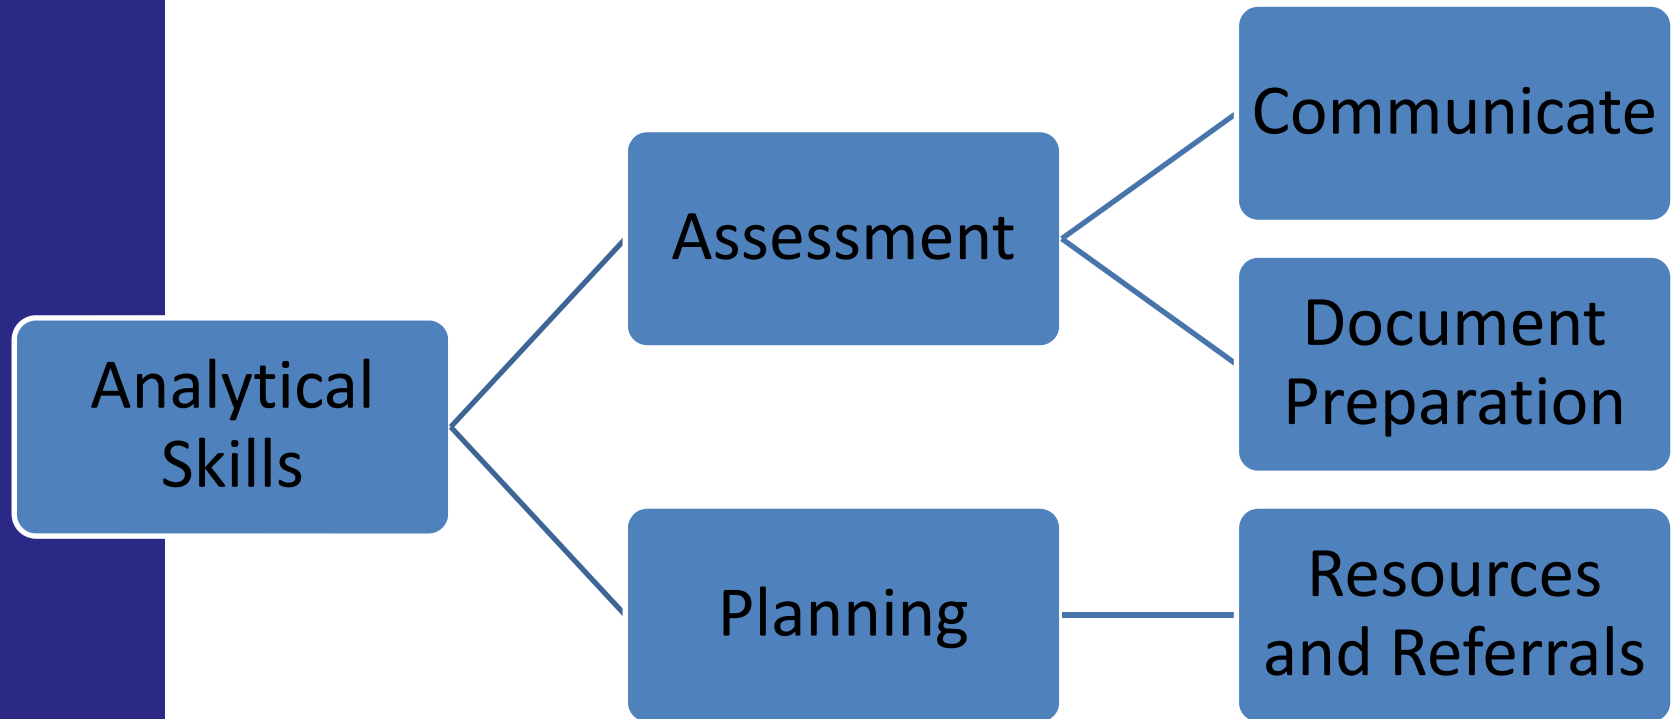 Analytical
Skills
Assessment
Communicate
Document
Preparation
Planning
Resources
and Referrals